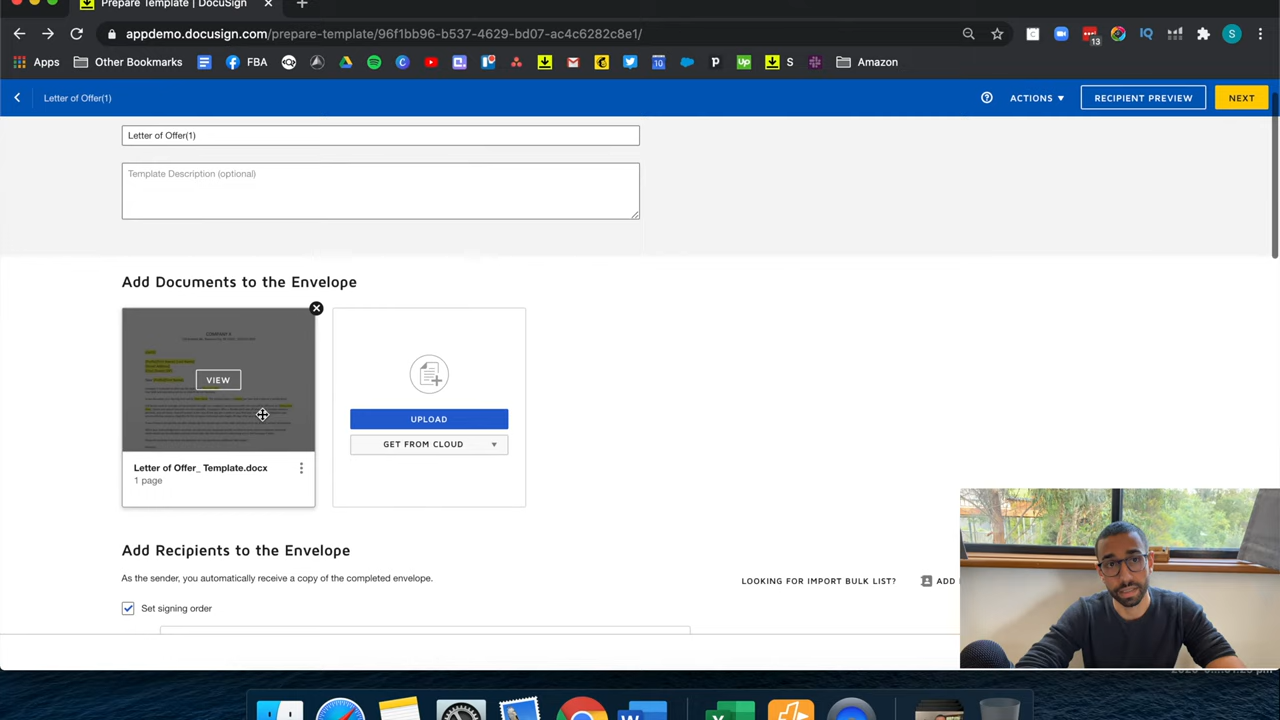 Prepare Template | DocuSign
appdemo.docusign.com/prepare-template/96f1bb96-b537-4629-bd07-ac4c6282c8e1/
S
Apps
Other Bookmarks
FBA
S
Amazon
13
Letter of Offer(1)
ACTIONS
RECIPIENT PREVIEW
NEXT
Letter of Offer(1)
Template Description (optional)
Add Documents to the Envelope
VIEW
Letter of Offer_ Template.docx
1 page
UPLOAD
GET FROM CLOUD
Add Recipients to the Envelope
As the sender, you automatically receive a copy of the completed envelope.
LOOKING FOR IMPORT BULK LIST?
ADD
Set signing order